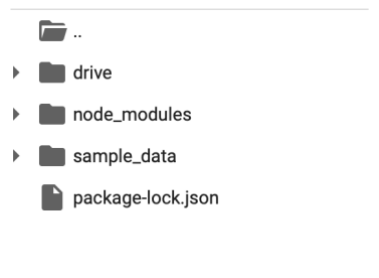 ..
drive
node_modules
sample_data
package-lock.json